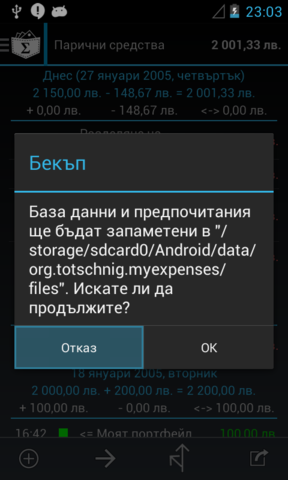 23:03
Парични средства 2 001,33 лв.
Днес (27 януари 2005, четвъртък)
2 150,00 лв. - 148,67 лв. = 2 001,33 лв.
+ 0,00 лв. - 148,67 лв. <-> 0,00 лв.
Бекъп
База данни и предпочитания
ще бъдат запаметени в "/
storage/sdcard0/Android/data/
org.totschnig.myexpenses/
files". Искате ли да
продължите?
Отказ OK
18 януари 2005, вторник
2 000,00 лв. + 200,00 лв. = 2 200,00 лв.
+ 100,00 лв. - 0,00 лв. <-> 100,00 лв.
16:42 <= Моят портфейл 100,00 лв.